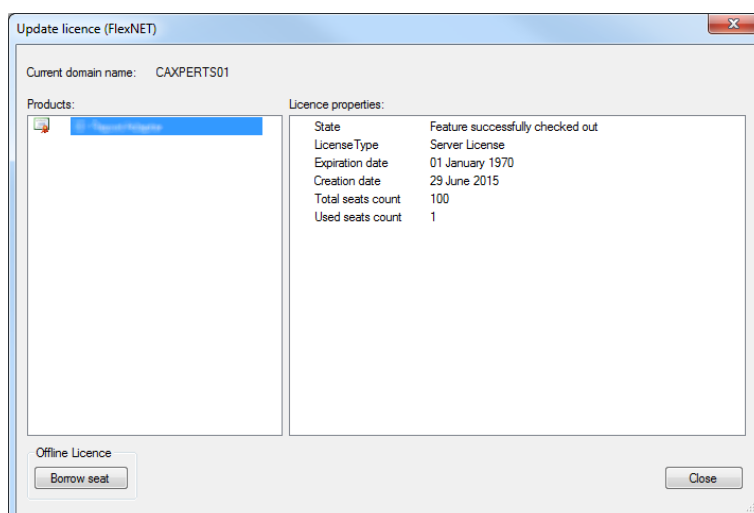 Update licence (FlexNET)
Current domain name: CAXPERTS01
Products:
Licence properties:
State Feature successfully checked out
LicenseType Server License
Expiration date 01 January 1970
Creation date 29 June 2015
Total seats count 100
Used seats count 1
Offline Licence
Borrow seat
Close